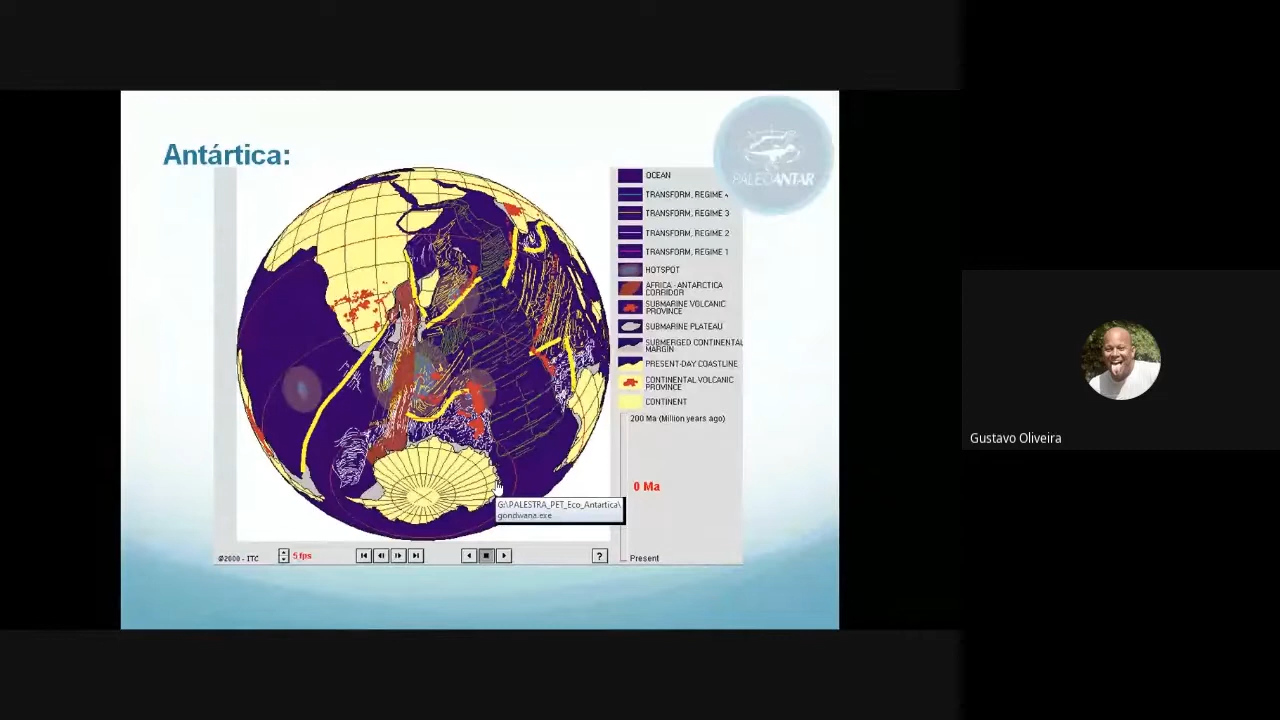 Antártica:
PALEOANTAR
OCEAN
TRANSFORM, REGIME 4
TRANSFORM, REGIME 3
TRANSFORM, REGIME 2
TRANSFORM, REGIME 1
HOTSPOT
AFRICA - ANTARCTICA
CORRIDOR
SUBMARINE VOLCANIC
PROVINCE
SUBMARINE PLATEAU
SUBMERGED CONTINENTAL
MARGIN
PRESENT-DAY COASTLINE
CONTINENTAL VOLCANIC
PROVINCE
CONTINENT
200 Ma (Million years ago)
0 Ma
G:\PALESTRA_PET_Eco_Antartica\
gondwana.exe
©2000 - ITC
5 fps
?
Present
Gustavo Oliveira